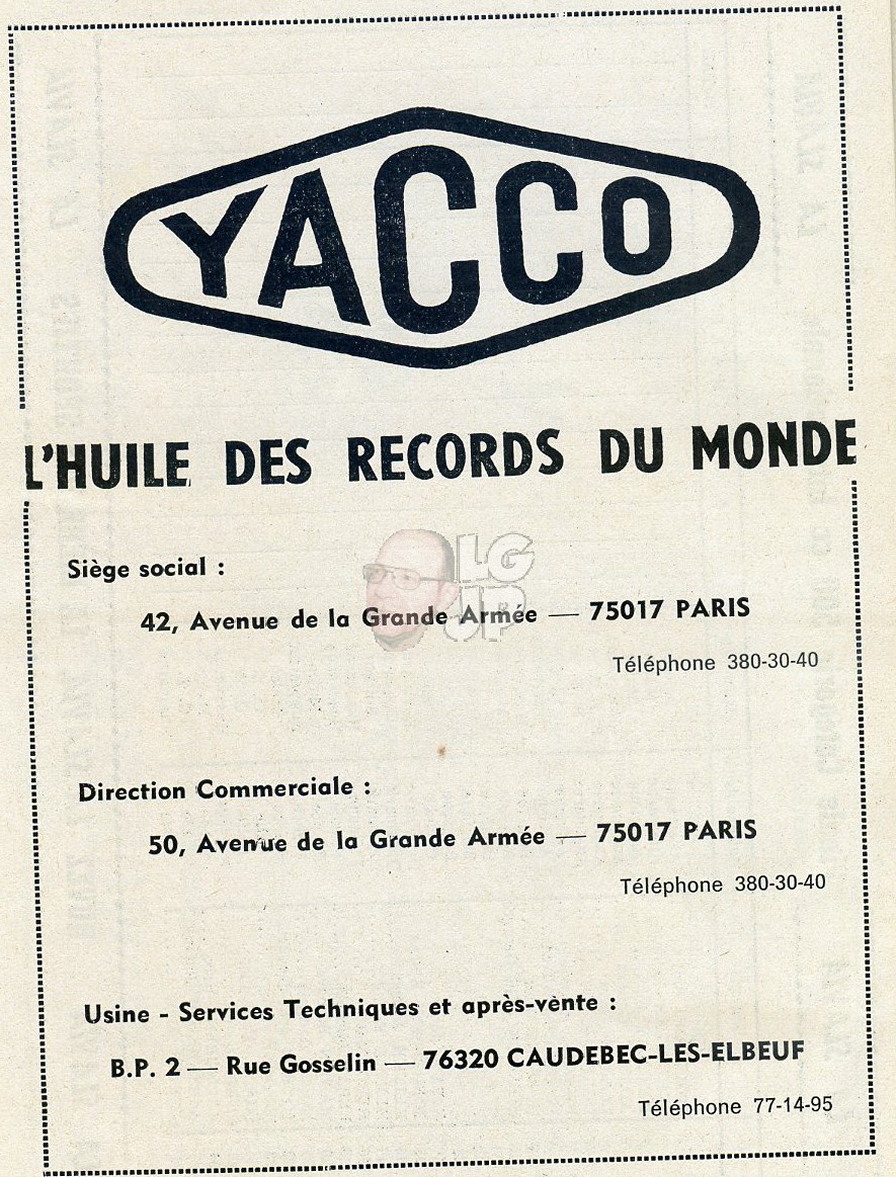 YACCO
L'HUILE DES RECORDS DU MONDE
LG
JP
Siège social :
42, Avenue de la Grande Armée — 75017 PARIS
Téléphone 380-30-40
Direction Commerciale :
50, Avenue de la Grande Armée — 75017 PARIS
Téléphone 380-30-40
Usine - Services Techniques et après-vente :
B.P. 2 — Rue Gosselin — 76320 CAUDEBEC-LES-ELBEUF
Téléphone 77-14-95